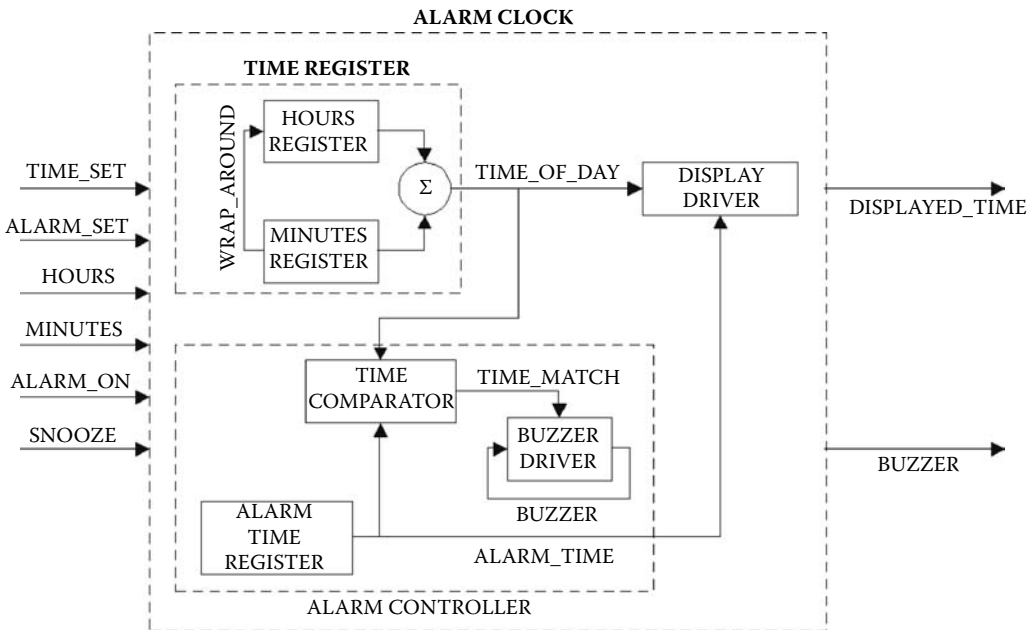 ALARM CLOCK
TIME REGISTER
WRAP_AROUND
HOURS
REGISTER
Σ
MINUTES
REGISTER
TIME_OF_DAY
DISPLAY
DRIVER
TIME_SET
ALARM_SET
HOURS
MINUTES
ALARM_ON
SNOOZE
DISPLAYED_TIME
TIME
COMPARATOR
TIME_MATCH
BUZZER
DRIVER
BUZZER
BUZZER
ALARM
TIME
REGISTER
ALARM_TIME
ALARM CONTROLLER